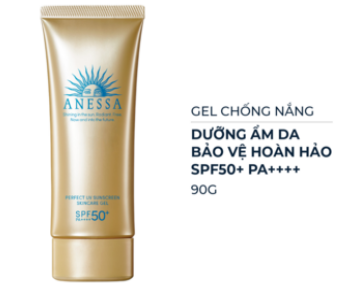 ANESSA
PERFECT UV SUNSCREEN
SKINCARE GEL
SPF50+
PA++++
GEL CHỐNG NẮNG
DƯỠNG ẨM DA
BẢO VỆ HOÀN HẢO
SPF50+ PA++++
90G